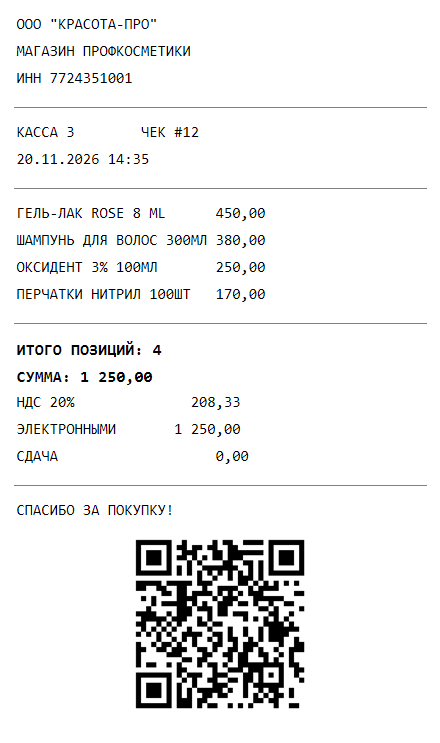 ООО "КРАСОТА-ПРО"
МАГАЗИН ПРОФКОСМЕТИКИ
ИНН 7724351001
КАССА 3 ЧЕК #12
20.11.2026 14:35
ГЕЛЬ-ЛАК ROSE 8 ML 450,00
ШАМПУНЬ ДЛЯ ВОЛОС 300МЛ 380,00
ОКСИДЕНТ 3% 100МЛ 250,00
ПЕРЧАТКИ НИТРИЛ 100ШТ 170,00
ИТОГО ПОЗИЦИЙ: 4
СУММА: 1 250,00
НДС 20% 208,33
ЭЛЕКТРОННЫМИ 1 250,00
СДАЧА 0,00
СПАСИБО ЗА ПОКУПКУ!